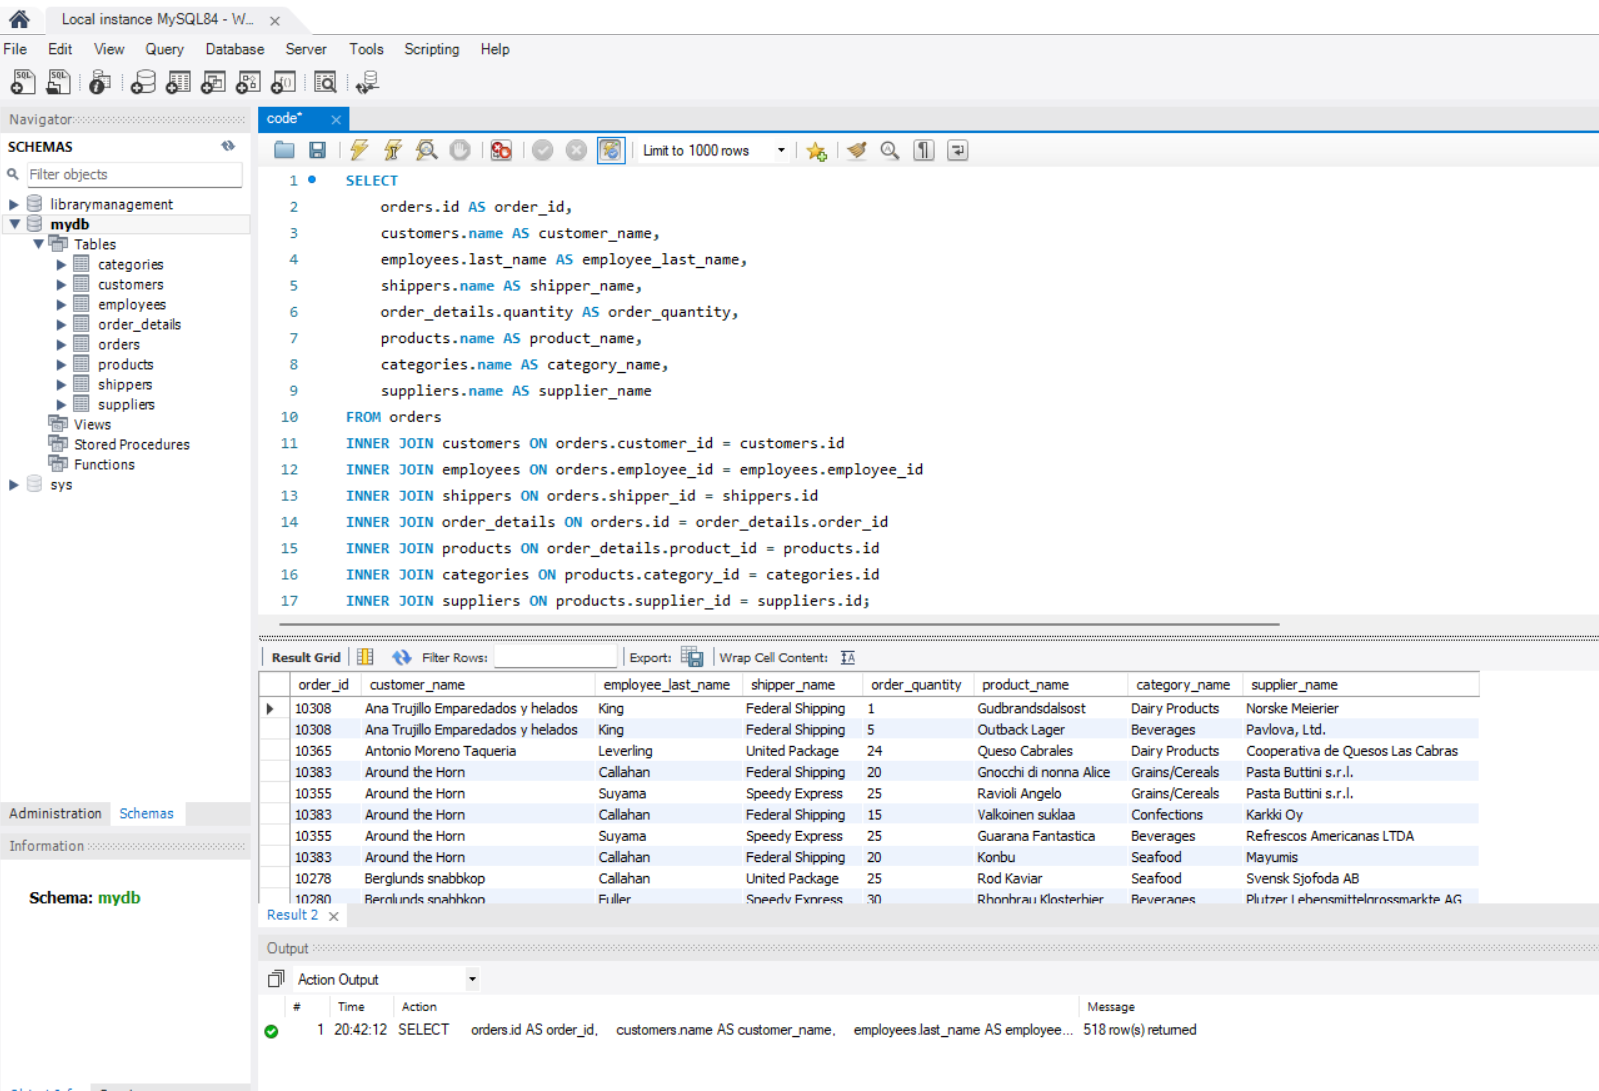 Local instance MySQL84 - W...
File Edit View Query Database Server Tools Scripting Help
Navigator
SCHEMAS
Filter objects
librarymanagement
mydb
Tables
categories
customers
employees
order_details
orders
products
shippers
suppliers
Views
Stored Procedures
Functions
sys
Administration Schemas
Information
Schema: mydb
code*
Limit to 1000 rows
1 SELECT
2 orders.id AS order_id,
3 customers.name AS customer_name,
4 employees.last_name AS employee_last_name,
5 shippers.name AS shipper_name,
6 order_details.quantity AS order_quantity,
7 products.name AS product_name,
8 categories.name AS category_name,
9 suppliers.name AS supplier_name
10 FROM orders
11 INNER JOIN customers ON orders.customer_id = customers.id
12 INNER JOIN employees ON orders.employee_id = employees.employee_id
13 INNER JOIN shippers ON orders.shipper_id = shippers.id
14 INNER JOIN order_details ON orders.id = order_details.order_id
15 INNER JOIN products ON order_details.product_id = products.id
16 INNER JOIN categories ON products.category_id = categories.id
17 INNER JOIN suppliers ON products.supplier_id = suppliers.id;
Result Grid Filter Rows: Export: Wrap Cell Content:
order_id customer_name employee_last_name shipper_name order_quantity product_name category_name supplier_name
10308 Ana Trujillo Emparedados y helados King Federal Shipping 1 Gudbrandsdalsost Dairy Products Norske Meierier
10308 Ana Trujillo Emparedados y helados King Federal Shipping 5 Outback Lager Beverages Pavlova, Ltd.
10365 Antonio Moreno Taqueria Leverling United Package 24 Queso Cabrales Dairy Products Cooperativa de Quesos Las Cabras
10383 Around the Horn Callahan Federal Shipping 20 Gnocchi di nonna Alice Grains/Cereals Pasta Buttini s.r.l.
10355 Around the Horn Suyama Speedy Express 25 Ravioli Angelo Grains/Cereals Pasta Buttini s.r.l.
10383 Around the Horn Callahan Federal Shipping 15 Valkoinen suklaa Confections Karkki Oy
10355 Around the Horn Suyama Speedy Express 25 Guarana Fantastica Beverages Refrescos Americanas LTDA
10383 Around the Horn Callahan Federal Shipping 20 Konbu Seafood Mayumis
10278 Berglunds snabbkop Callahan United Package 25 Rod Kaviar Seafood Svensk Sjofoda AB
10280 Berglunds snabbkop Fuller Speedy Express 30 Rhonbrau Klosterbier Beverages Plutzer Lebensmittelgrossmarkte AG
Result 2
Output
Action Output
# Time Action Message
1 20:42:12 SELECT orders.id AS order_id, customers.name AS customer_name, employees.last_name AS employee... 518 row(s) returned